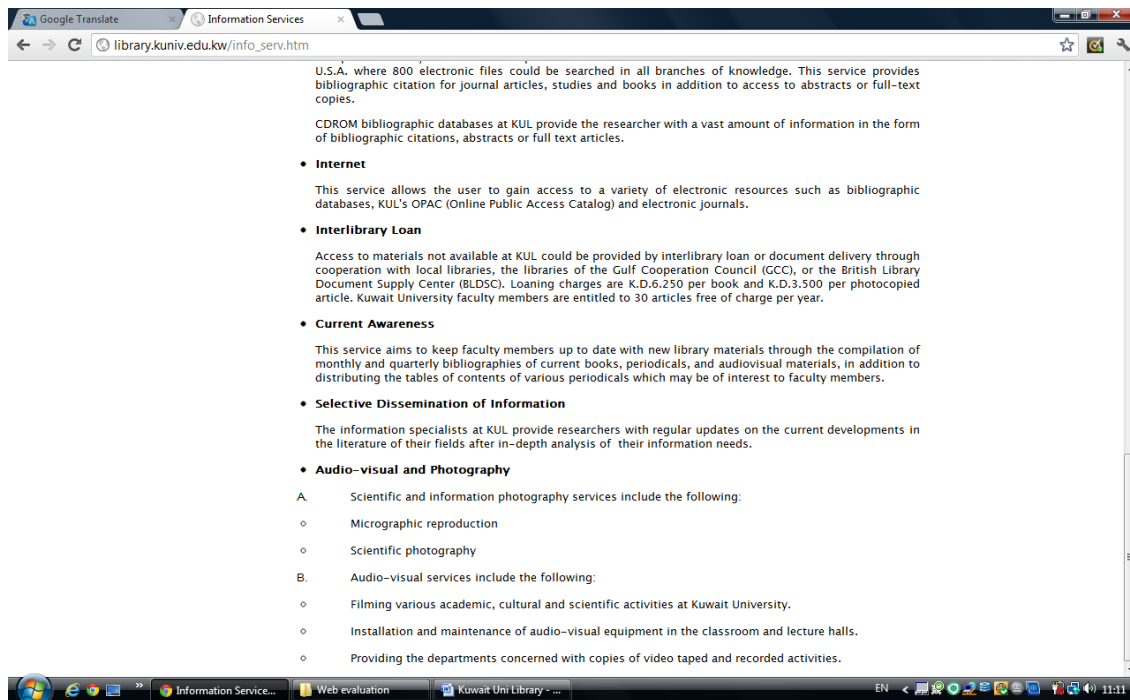 Google Translate
Information Services
library.kuniv.edu.kw/info_serv.htm
U.S.A. where 800 electronic files could be searched in all branches of knowledge. This service provides
bibliographic citation for journal articles, studies and books in addition to access to abstracts or full-text
copies.
CDROM bibliographic databases at KUL provide the researcher with a vast amount of information in the form
of bibliographic citations, abstracts or full text articles.
• Internet
This service allows the user to gain access to a variety of electronic resources such as bibliographic
databases, KUL's OPAC (Online Public Access Catalog) and electronic journals.
• Interlibrary Loan
Access to materials not available at KUL could be provided by interlibrary loan or document delivery through
cooperation with local libraries, the libraries of the Gulf Cooperation Council (GCC), or the British Library
Document Supply Center (BLDSC). Loaning charges are K.D.6.250 per book and K.D.3.500 per photocopied
article. Kuwait University faculty members are entitled to 30 articles free of charge per year.
• Current Awareness
This service aims to keep faculty members up to date with new library materials through the compilation of
monthly and quarterly bibliographies of current books, periodicals, and audiovisual materials, in addition to
distributing the tables of contents of various periodicals which may be of interest to faculty members.
• Selective Dissemination of Information
The information specialists at KUL provide researchers with regular updates on the current developments in
the literature of their fields after in-depth analysis of their information needs.
• Audio-visual and Photography
A. Scientific and information photography services include the following:
○ Micrographic reproduction
○ Scientific photography
B. Audio-visual services include the following:
○ Filming various academic, cultural and scientific activities at Kuwait University.
○ Installation and maintenance of audio-visual equipment in the classroom and lecture halls.
○ Providing the departments concerned with copies of video taped and recorded activities.
Information Service... Web evaluation Kuwait Uni Library - ... EN 11:11